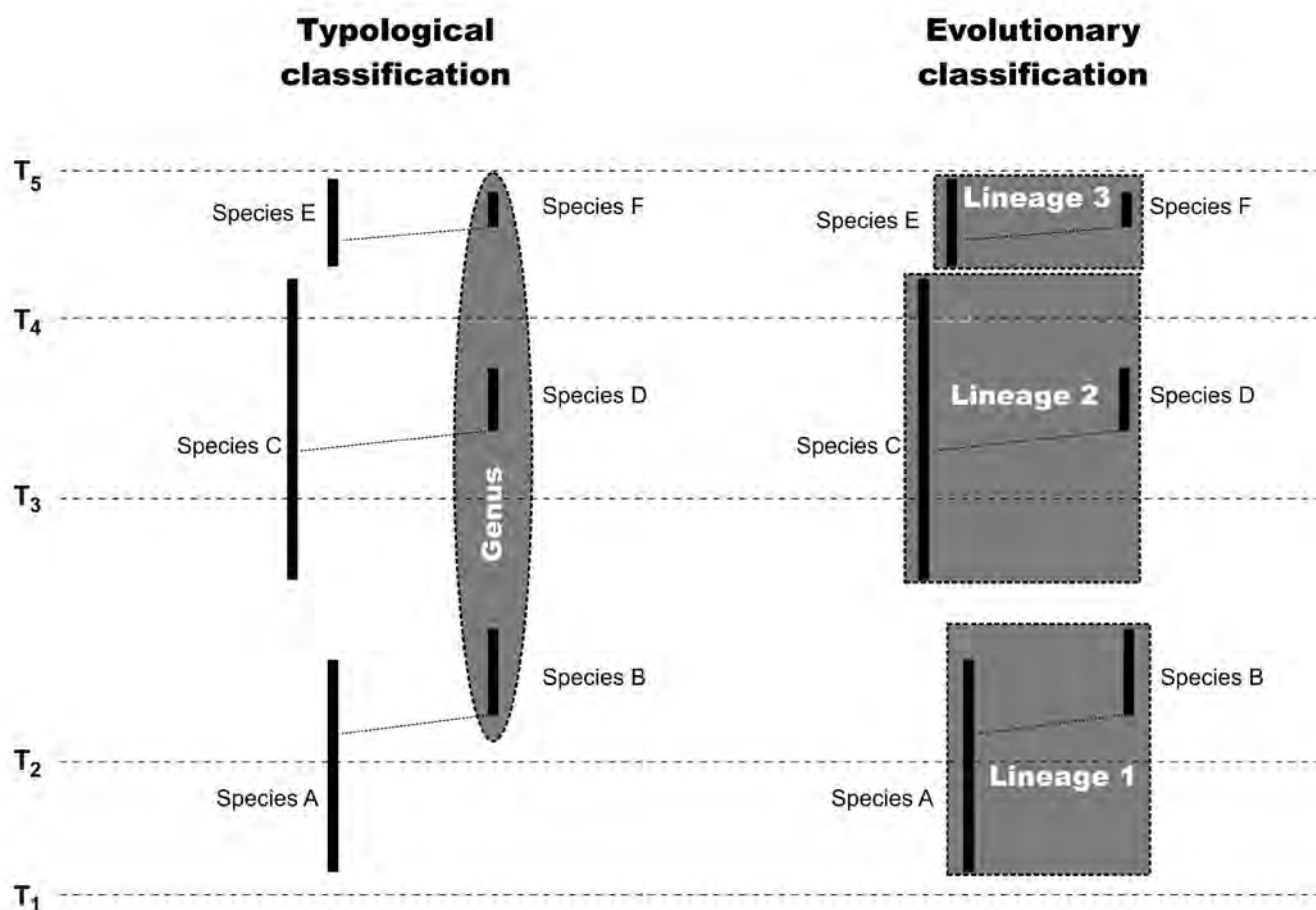 Typological
classification
Evolutionary
classification
T5
Species E
Species F
Lineage 3
Species E
Species F
T4
Species D
Lineage 2
Species D
Species C
Species C
T3
Genus
Species B
Species B
T2
Species A
Species A
Lineage 1
T1